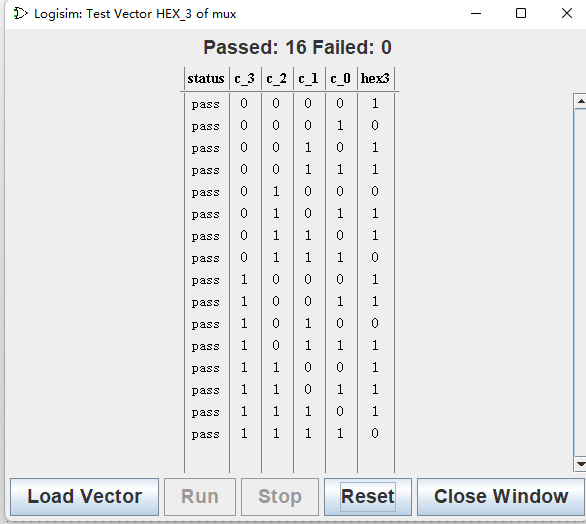 Logisim: Test Vector HEX_3 of mux
Passed: 16 Failed: 0
status c_3 c_2 c_1 c_0 hex3
pass 0 0 0 0 1
pass 0 0 0 1 0
pass 0 0 1 0 1
pass 0 0 1 1 1
pass 0 1 0 0 0
pass 0 1 0 1 1
pass 0 1 1 0 1
pass 0 1 1 1 0
pass 1 0 0 0 1
pass 1 0 0 1 1
pass 1 0 1 0 0
pass 1 0 1 1 1
pass 1 1 0 0 1
pass 1 1 0 1 1
pass 1 1 1 0 1
pass 1 1 1 1 0
Load Vector Run Stop Reset Close Window